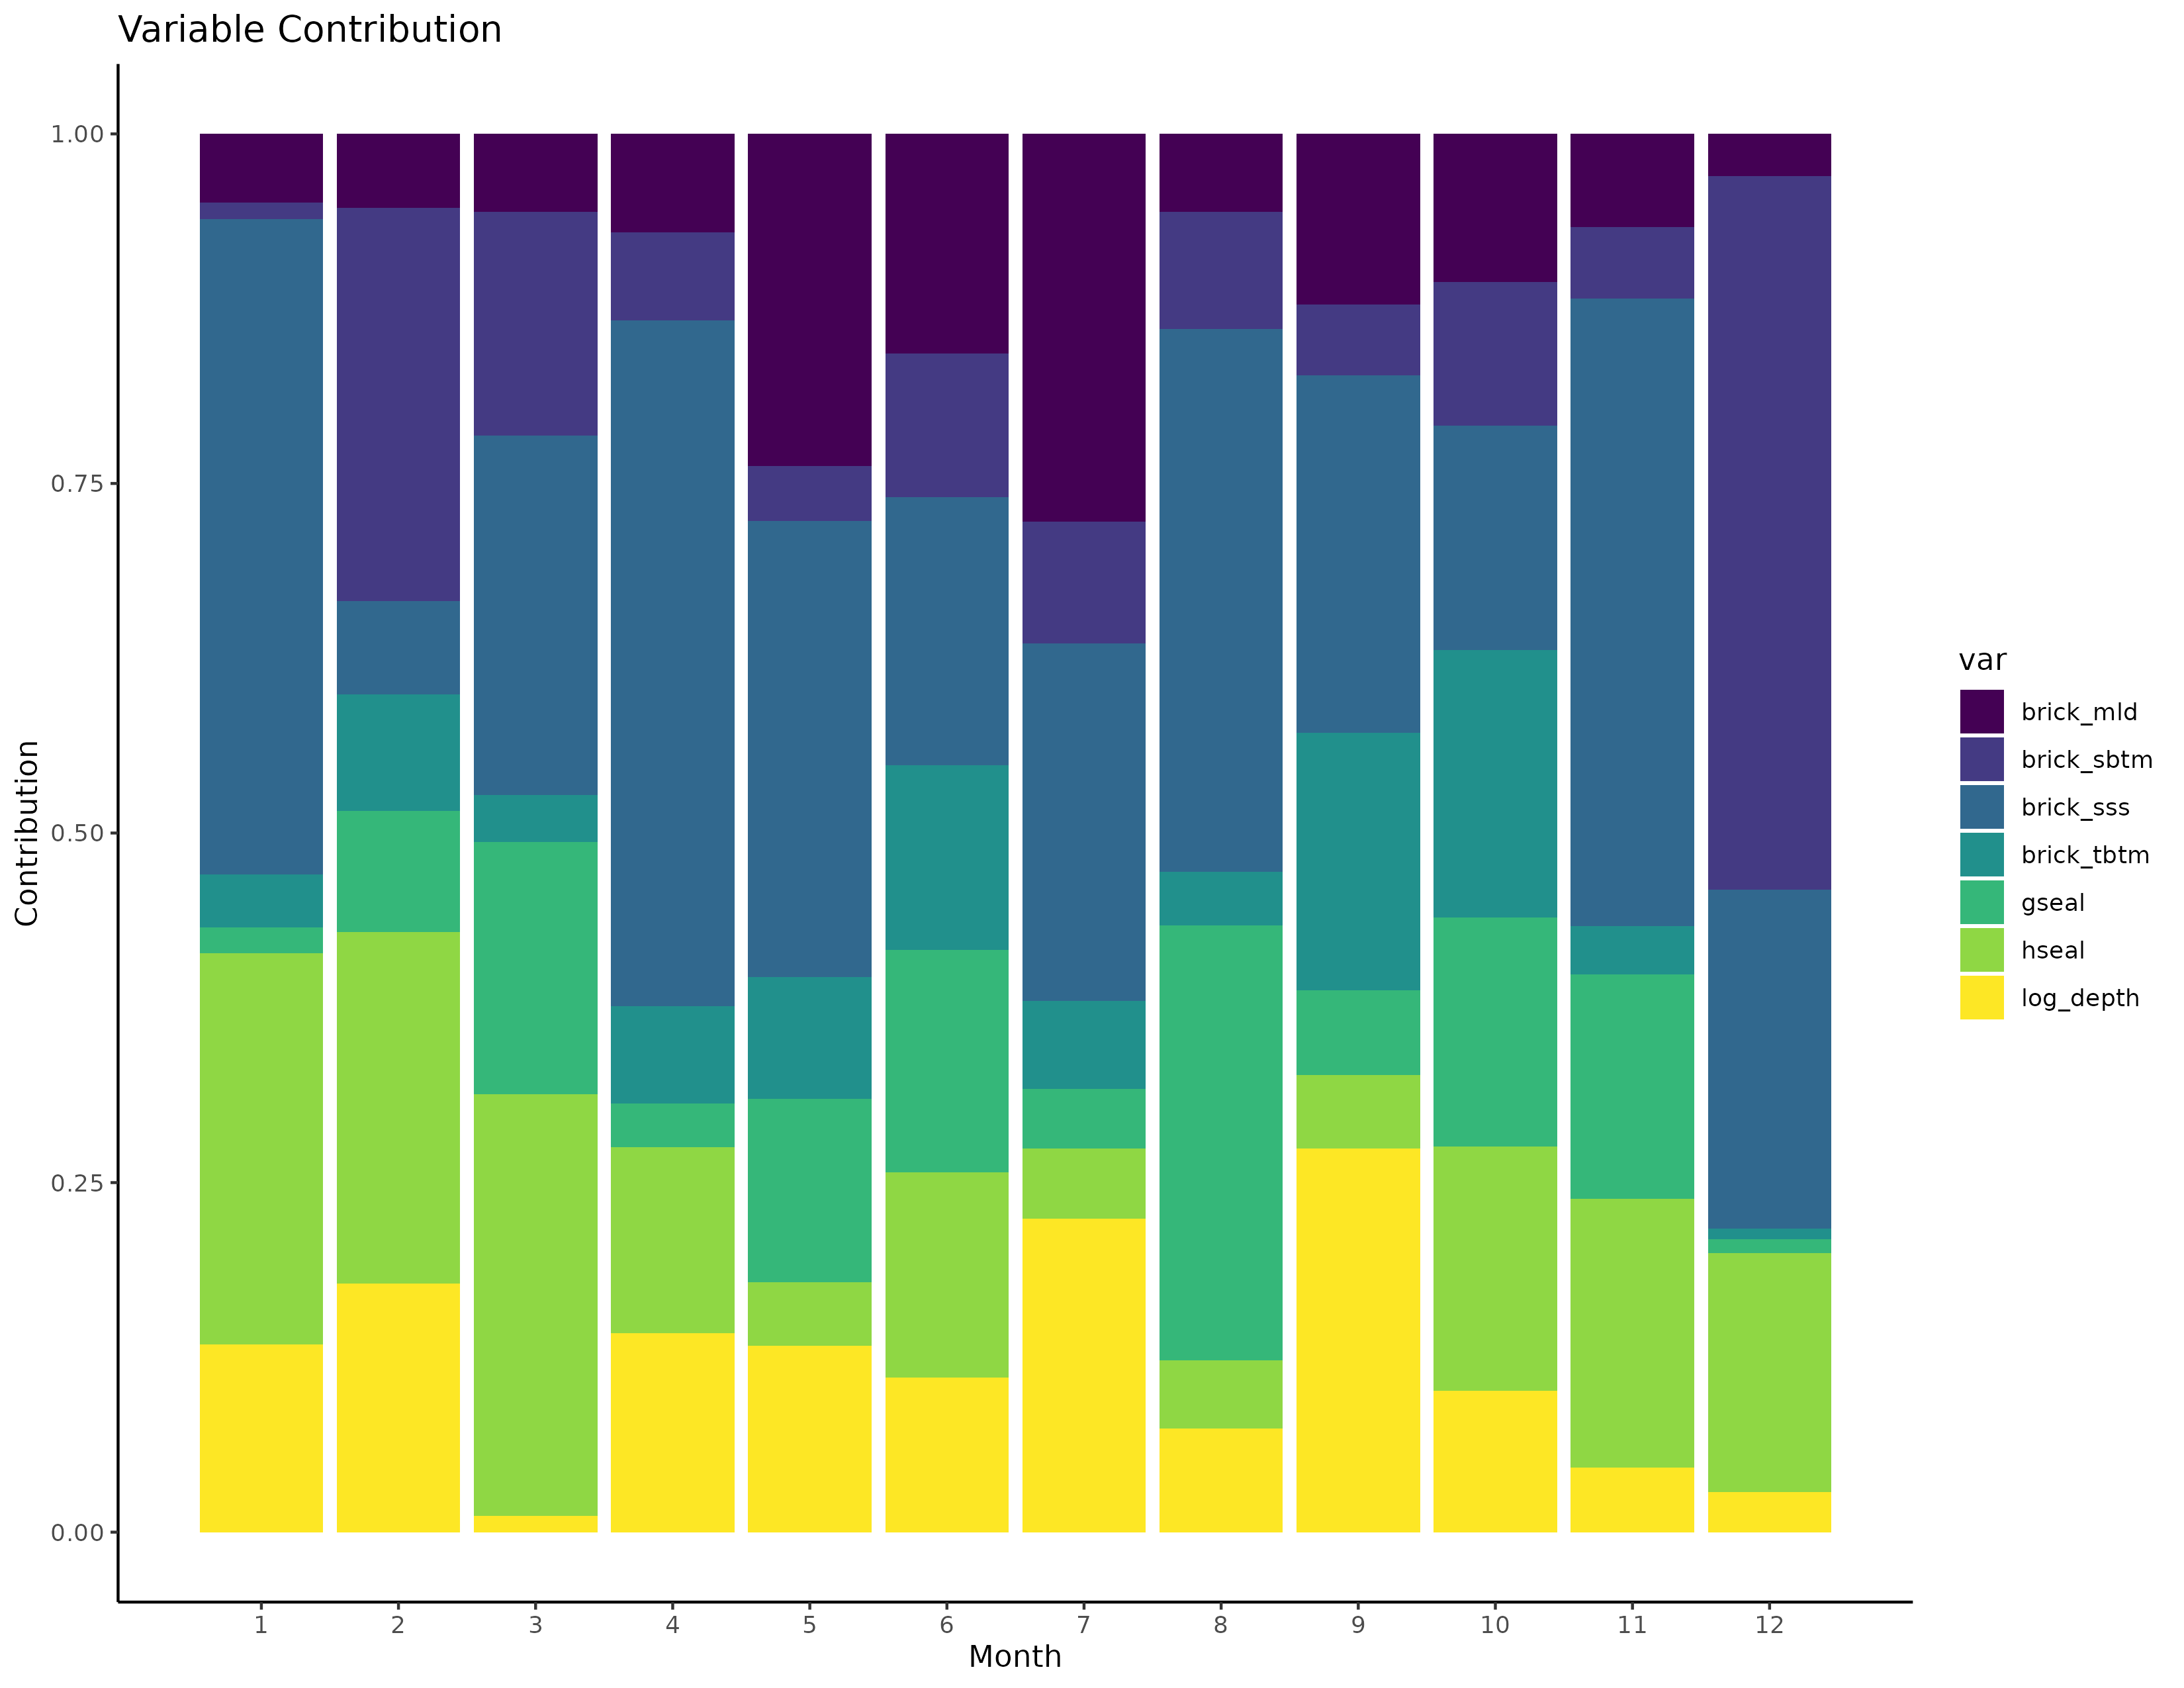 Variable Contribution
1.00
0.75
0.50
0.25
0.00
Contribution
1 2 3 4 5 6 7 8 9 10 11 12
Month
var
brick_mld
brick_sbtm
brick_sss
brick_tbtm
gseal
hseal
log_depth